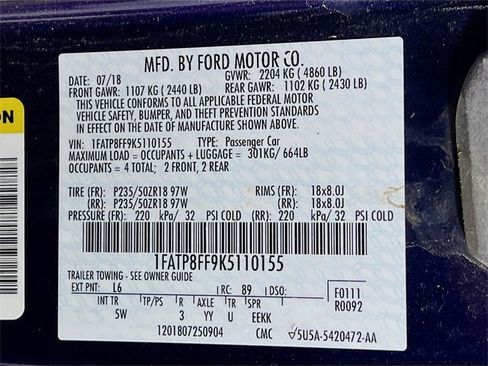 MFD. BY FORD MOTOR CO.
DATE: 07/18 GVWR: 2204 KG ( 4860 LB)
FRONT GAWR: 1107 KG ( 2440 LB) REAR GAWR: 1102 KG ( 2430 LB)
THIS VEHICLE CONFORMS TO ALL APPLICABLE FEDERAL MOTOR
VEHICLE SAFETY, BUMPER, AND THEFT PREVENTION STANDARDS
IN EFFECT ON THE DATE OF MANUFACTURE SHOWN ABOVE.
VIN: 1FATP8FF9K5110155 TYPE: Passenger Car
MAXIMUM LOAD = OCCUPANTS + LUGGAGE = 301KG/ 664LB
OCCUPANTS = 4 TOTAL; 2 FRONT, 2 REAR
TIRE (FR): P235/50ZR18 97W RIMS (FR): 18x8.0J
(RR): P235/50ZR18 97W (RR): 18x8.0J
PRESSURE (FR): 220 kPa/ 32 PSI COLD (RR): 220 kPa/ 32 PSI COLD
1FATP8FF9K5110155
TRAILER TOWING - SEE OWNER GUIDE
EXT PNT: L6 RC: 89 DSO: F0111
INT TR TP/PS R AXLE TR SPR R0092
5W 3 YY U EEKK
1201807250904 CMC 5U5A-5420472-AA
ON